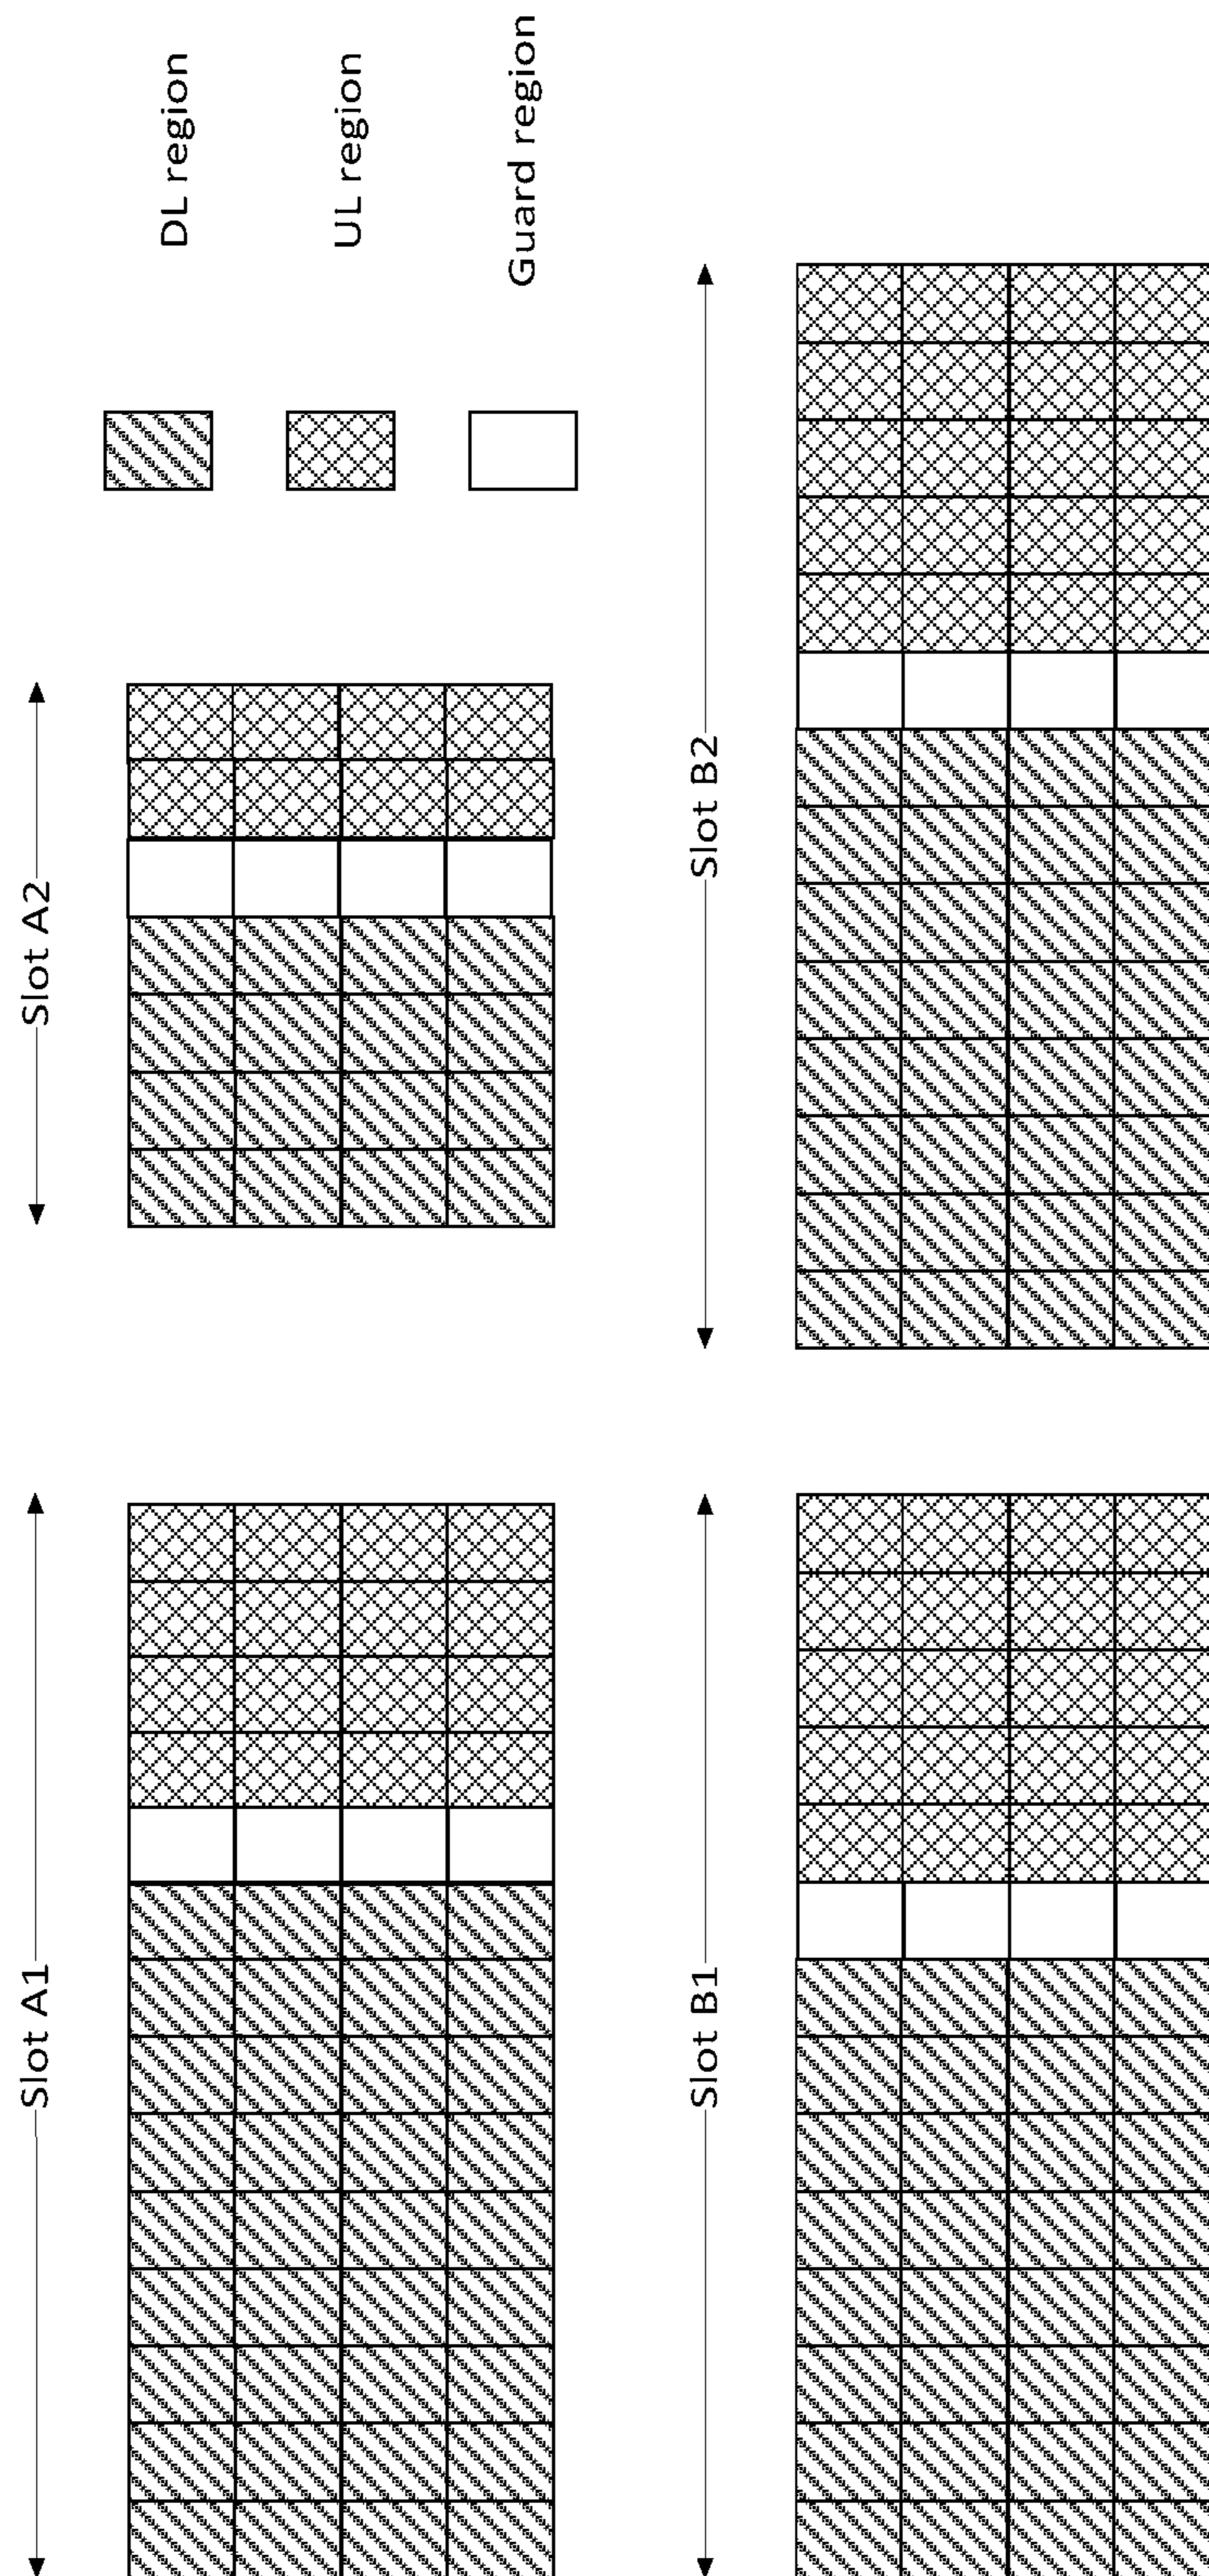 Slot A1
Slot A2
DL region
UL region
Guard region
Slot B1
Slot B2